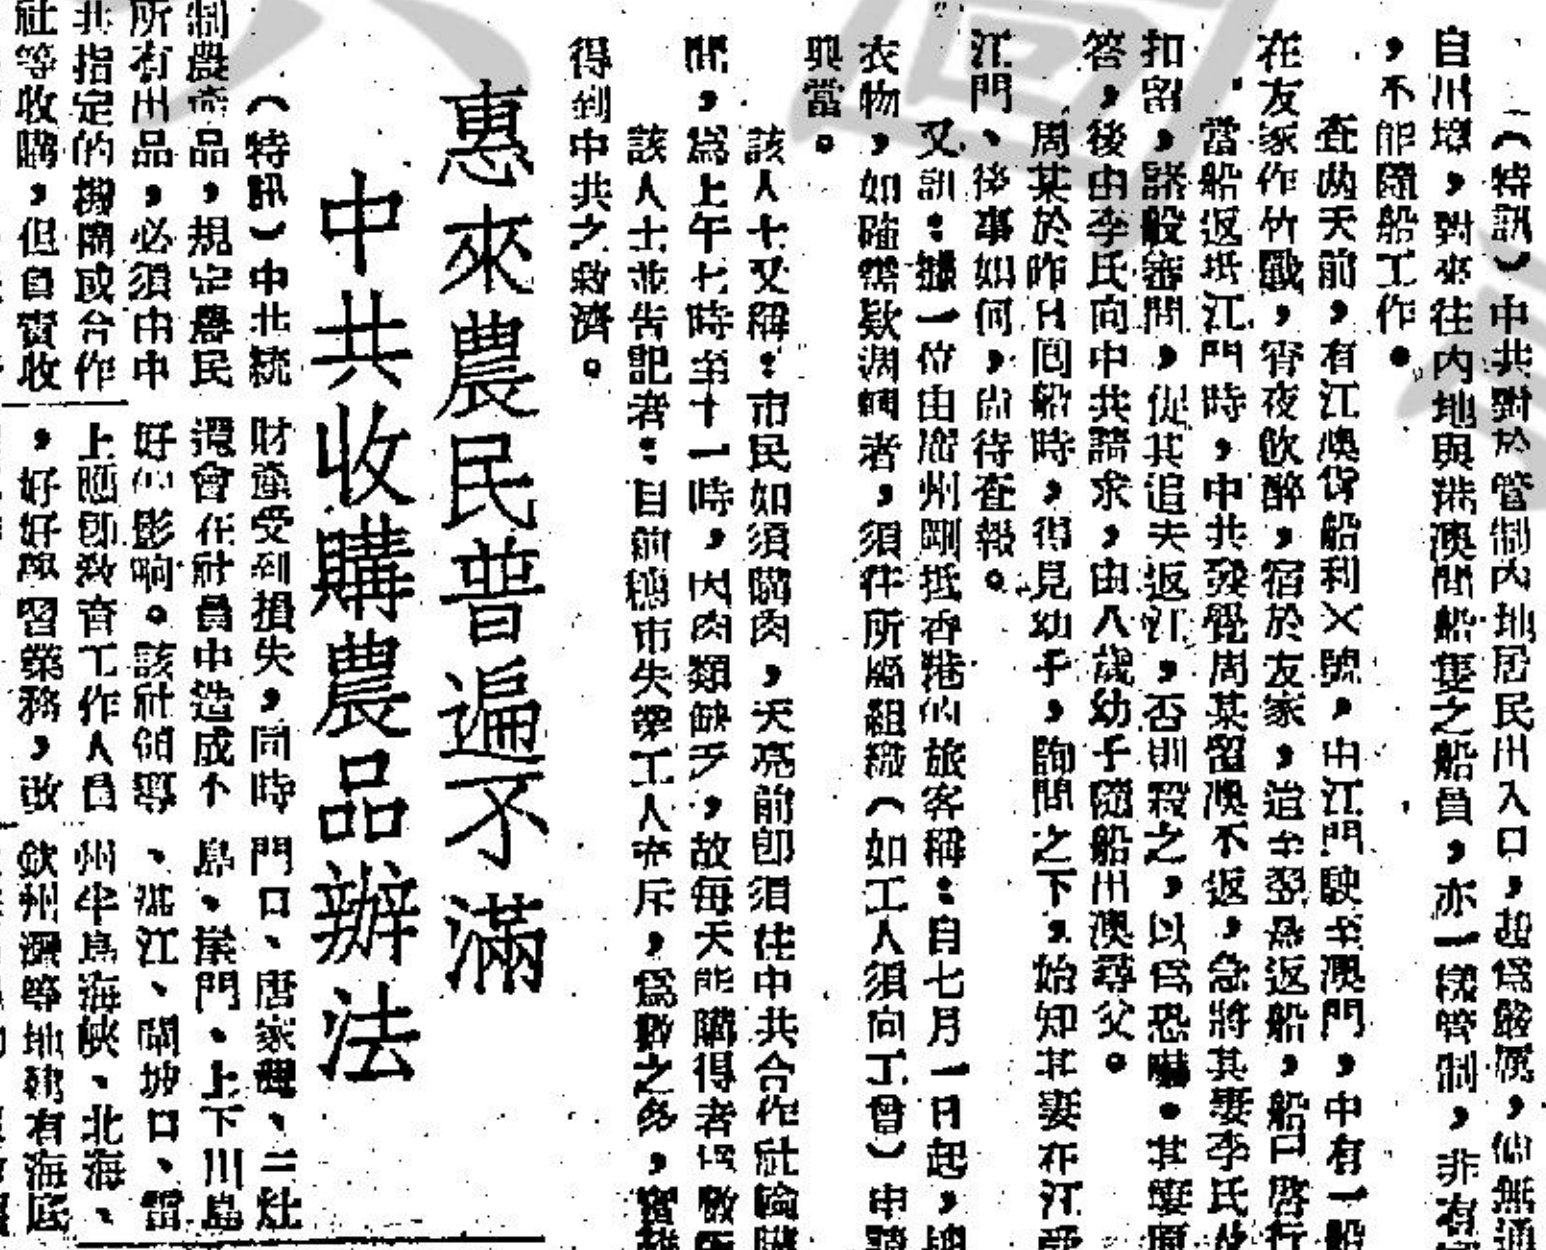 （特訊）中共對於管制內地居民出入口，趨爲嚴厲，倘無通
自出境，對來往內地與港澳間船隻之船員，亦一樣管制，非有
，不能隨船工作。
查兩天前，有江澳貨船利×號，由江門駛至澳門，中有一船
在友家作竹戰，宵夜飲醉，宿於友家，迨至翌晨返船，船已啓行
當船返抵江門時，中共發覺周某留澳不返，急將其妻李氏
扣留，諸般審問，促其追夫返江，否則殺之，以爲恐嚇。其妻
答，後由李氏向中共請求，由八歲幼子隨船出澳尋父。
周某於昨日囘船時，得見幼子，詢問之下，始知其妻在江受
江門、後事如何，尚待查報。
又訊：據一位由廣州剛抵香港的旅客稱：自七月一日起，
衣物，如確需欵週轉者，須往所屬組織（如工人須向工會）申請
典當。
該人士又稱：市民如須購肉，天亮前卽須往中共合作社輪購
間，爲上午七時至十一時，因肉類缺乏，故每天能購得者
該人士並告記者：目前穗市失業工人充斥，爲數之多，
得到中共之救濟。
惠來農民普遍不滿
中共收購農品辦法
（特訊）中共統
制農產品，規定農民
所有出品，必須由中
共指定的機關或合作
社等收購，但負責收
財產受到損失，同時
還會在社員中造成不
好的影响。該社領導
上應卽敎育工作人員
，好好學習業務，改
門口、唐家灣、三灶
島、崖門、上下川島
、湛江、閘坡口、雷
州半島海峽、北海、
欽州灣等地建有海底